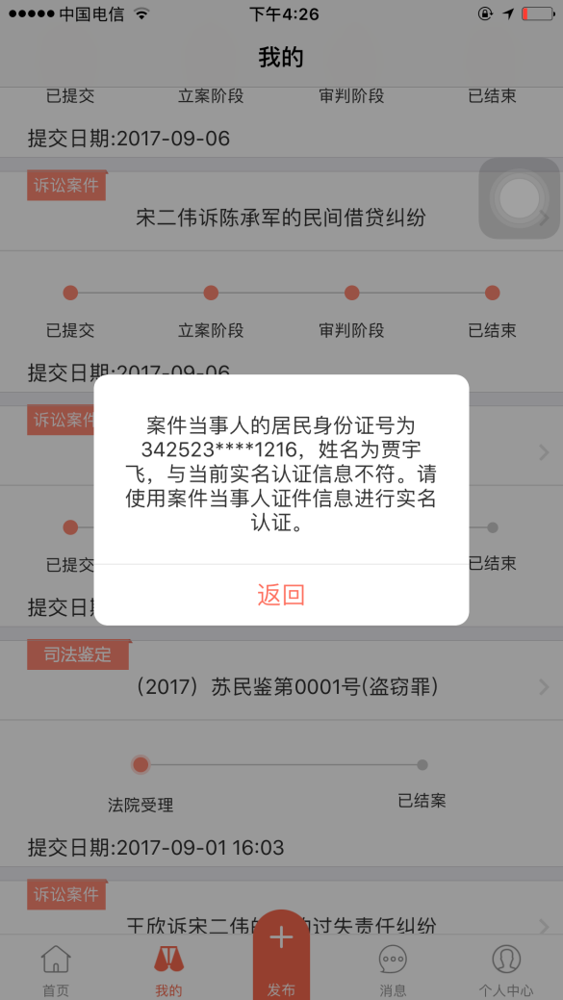 中国电信
下午4:26
我的
已提交 立案阶段 审判阶段 已结束
提交日期:2017-09-06
诉讼案件
宋二伟诉陈承军的民间借贷纠纷
已提交 立案阶段 审判阶段 已结束
提交日期:2017-09-06
诉讼案件
案件当事人的居民身份证号为
342523****1216，姓名为贾宇
飞，与当前实名认证信息不符。请
使用案件当事人证件信息进行实名
认证。
已提交 已结束
返回
提交日
司法鉴定
（2017）苏民鉴第0001号(盗窃罪)
法院受理 已结案
提交日期:2017-09-01 16:03
诉讼案件
王欣诉宋二伟的 过失责任纠纷
首页 我的 发布 消息 个人中心